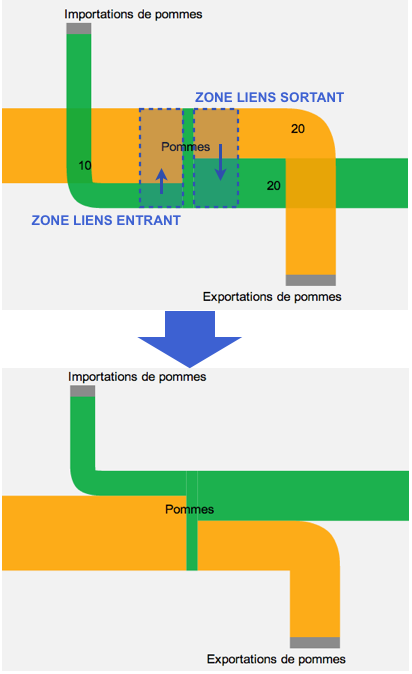 Importations de pommes
ZONE LIENS SORTANT
20
Pommes
10
20
ZONE LIENS ENTRANT
Exportations de pommes
Importations de pommes
Pommes
Exportations de pommes